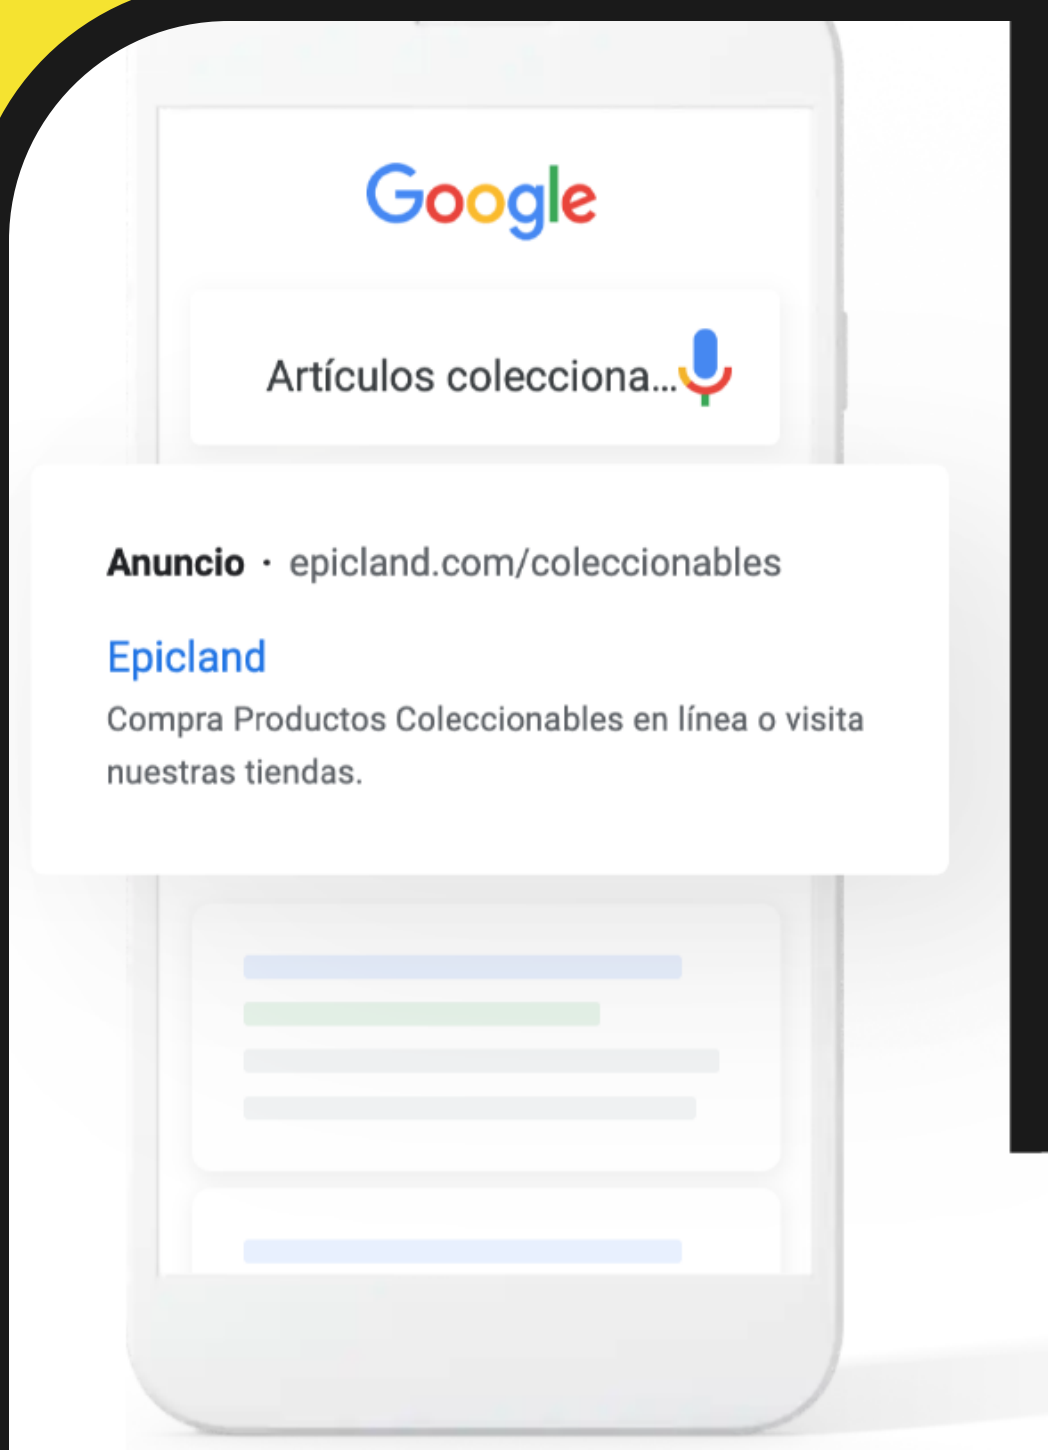 Google
Artículos colecciona...
Anuncio · epicland.com/coleccionables
Epicland
Compra Productos Coleccionables en línea o visita
nuestras tiendas.